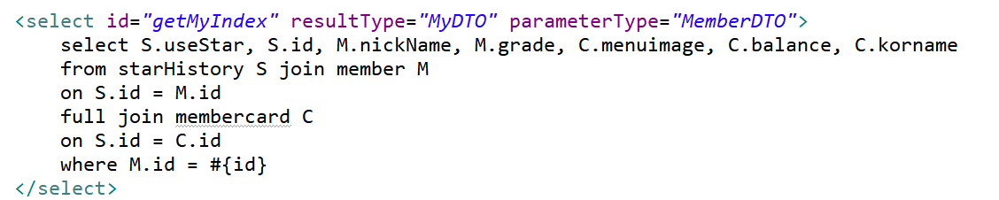 <select id="getMyIndex" resultType="MyDTO" parameterType="MemberDTO">
select S.useStar, S.id, M.nickName, M.grade, C.menuimage, C.balance, C.korname
from starHistory S join member M
on S.id = M.id
full join membercard C
on S.id = C.id
where M.id = #{id}
</select>